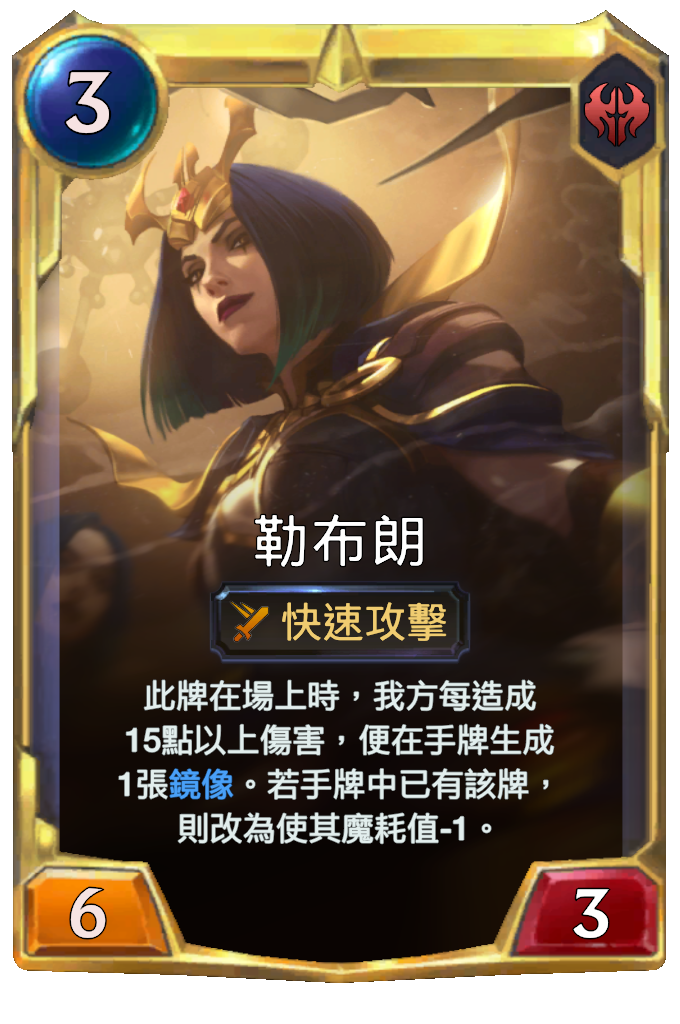 3
勒布朗
快速攻擊
此牌在場上時，我方每造成
15點以上傷害，便在手牌生成
1張鏡像。若手牌中已有該牌，
則改為使其魔耗值-1。
6
3